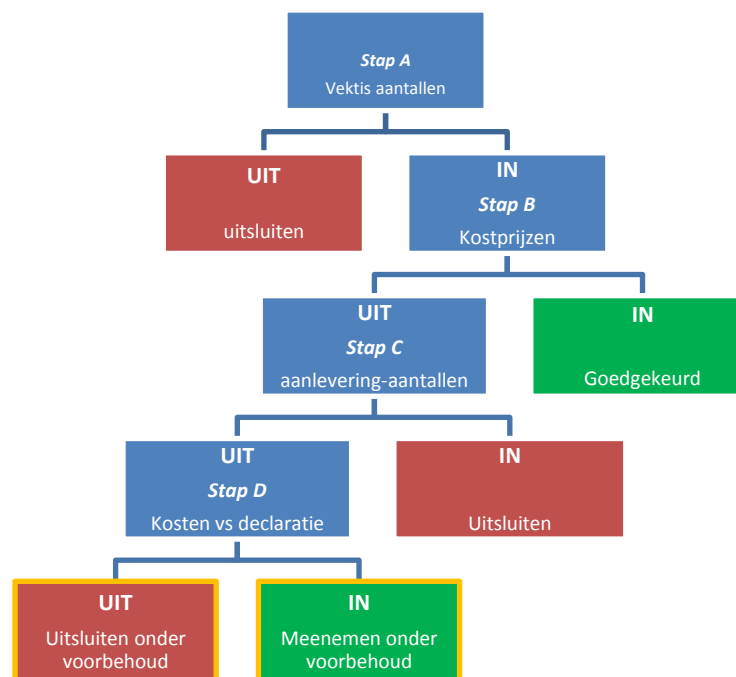 Stap A
Vektis aantallen
UIT
uitsluiten
IN
Stap B
Kostprijzen
UIT
Stap C
aanlevering-aantallen
IN
Goedgekeurd
UIT
Stap D
Kosten vs declaratie
IN
Uitsluiten
UIT
Uitsluiten onder
voorbehoud
IN
Meenemen onder
voorbehoud